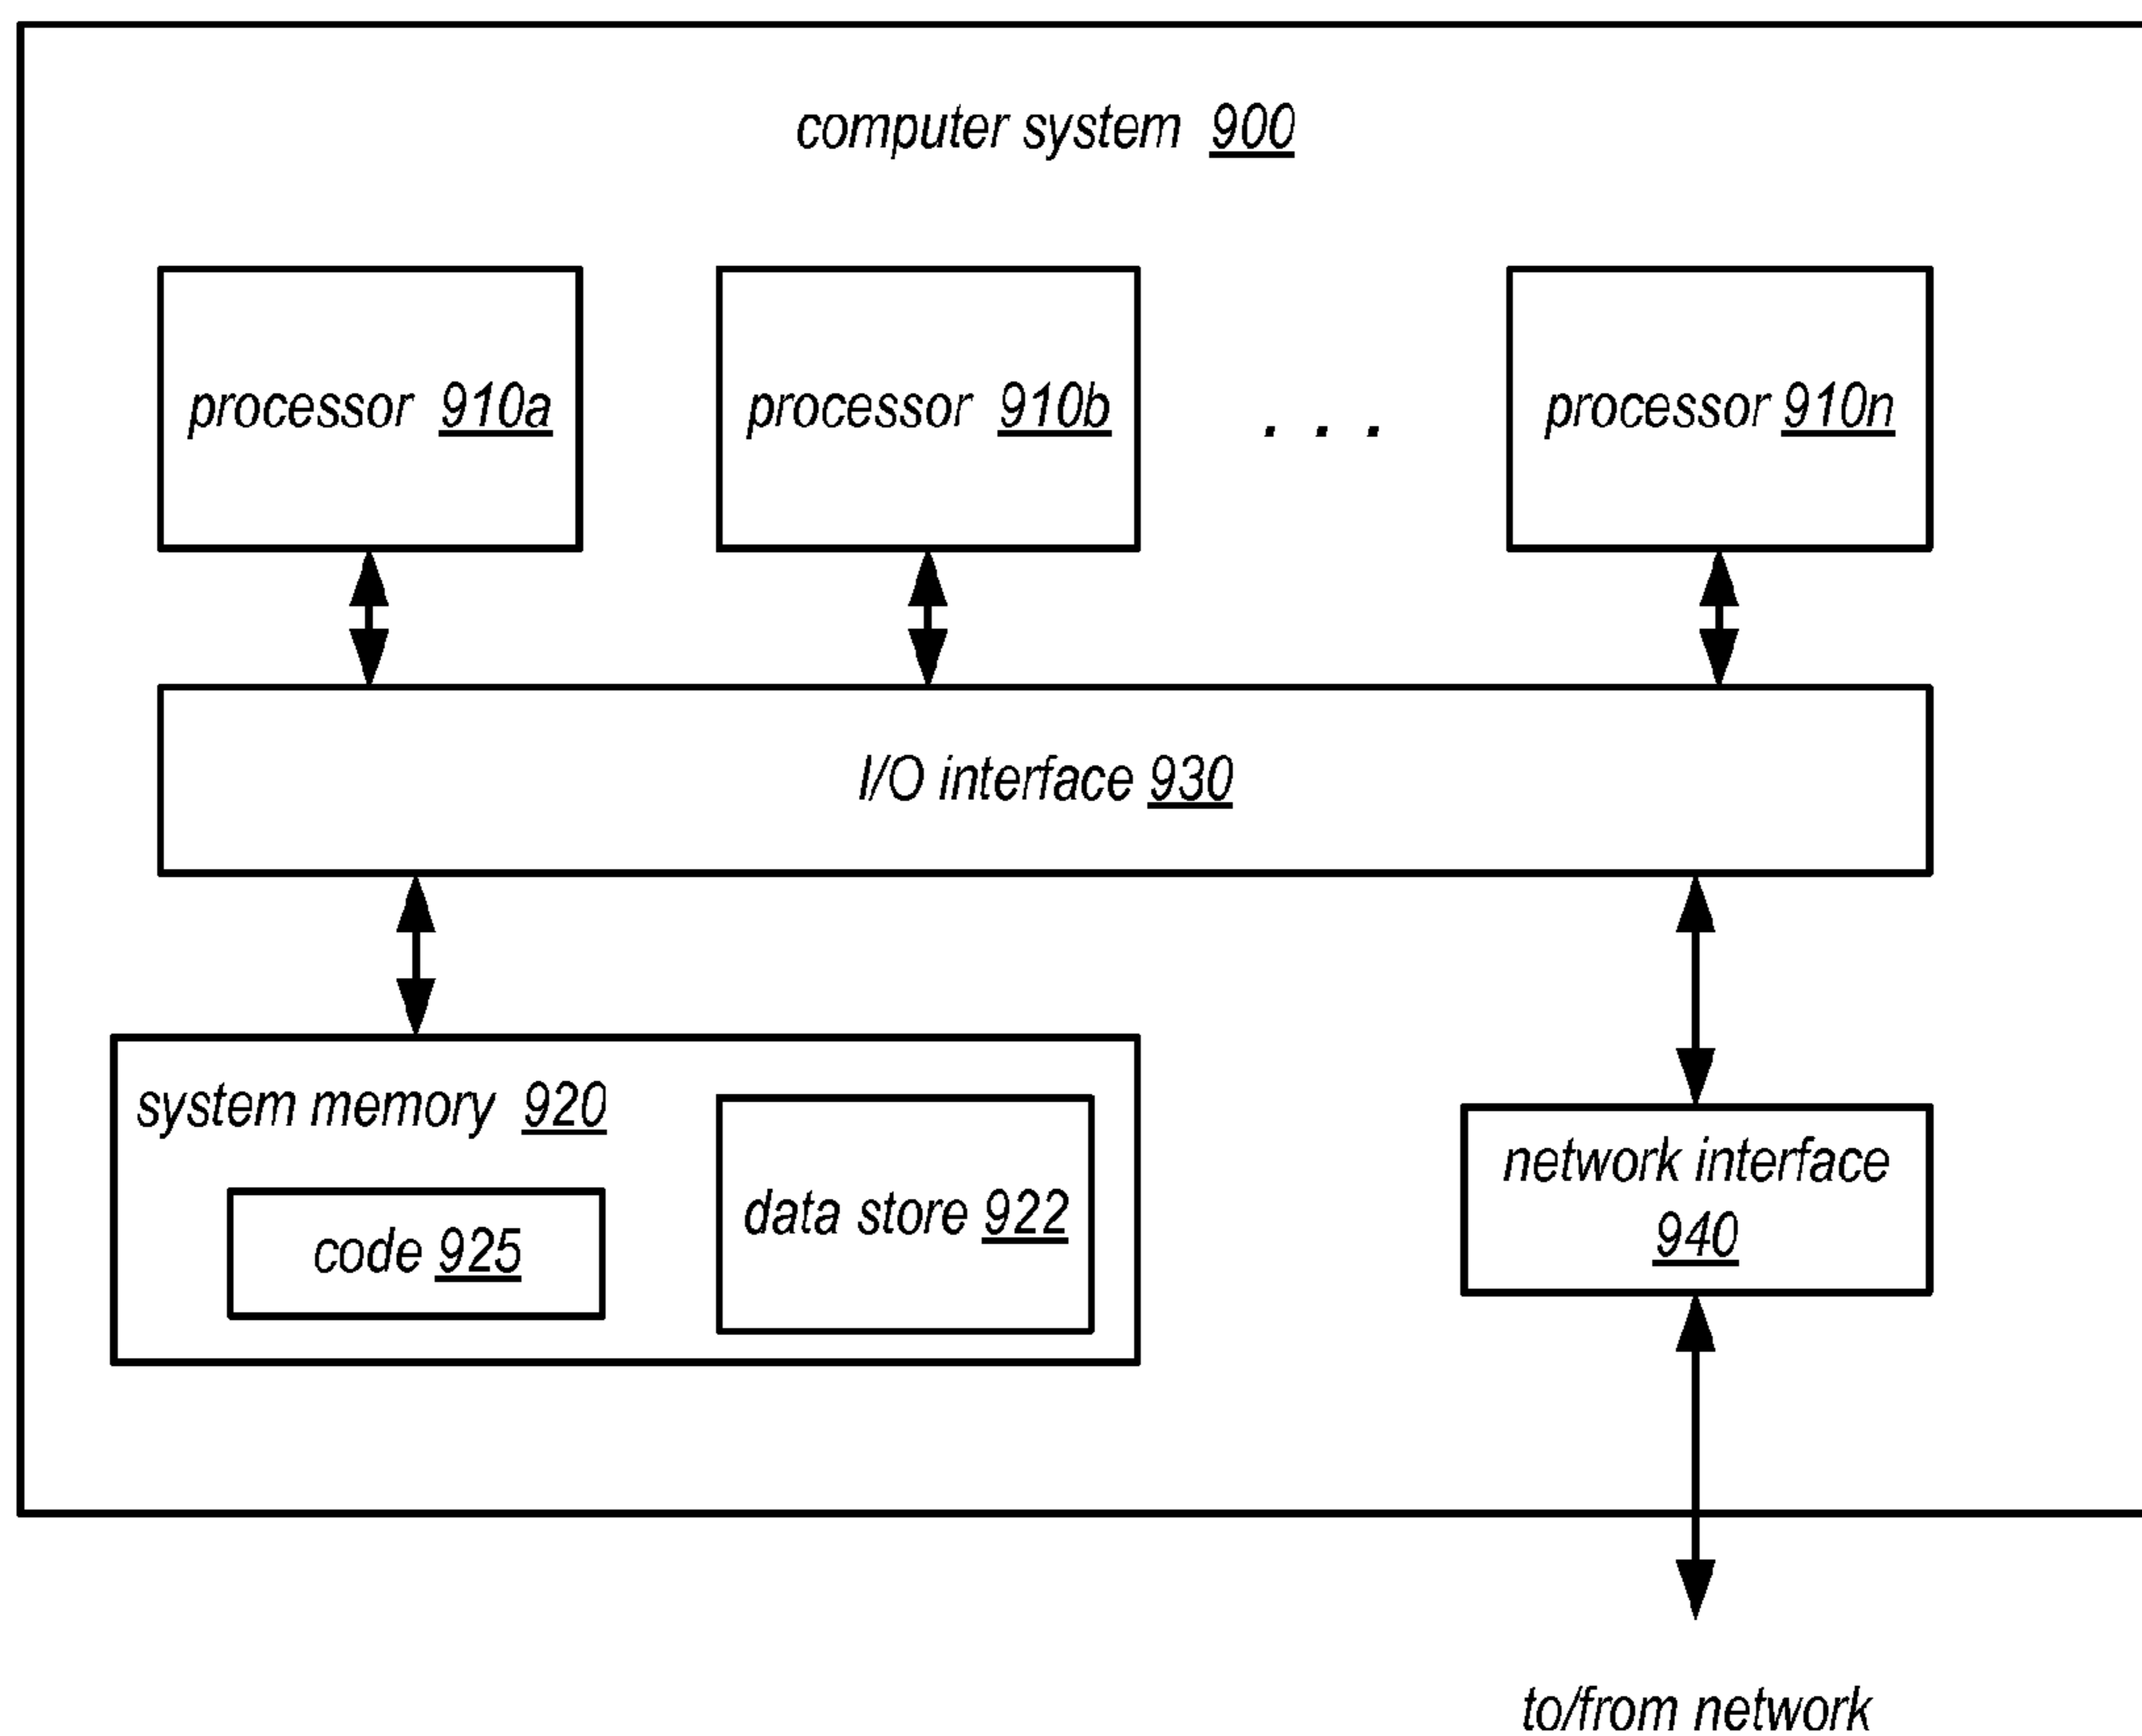 computer system 900
processor 910a
processor 910b
. . .
processor 910n
I/O interface 930
system memory 920
code 925
data store 922
network interface
940
to/from network